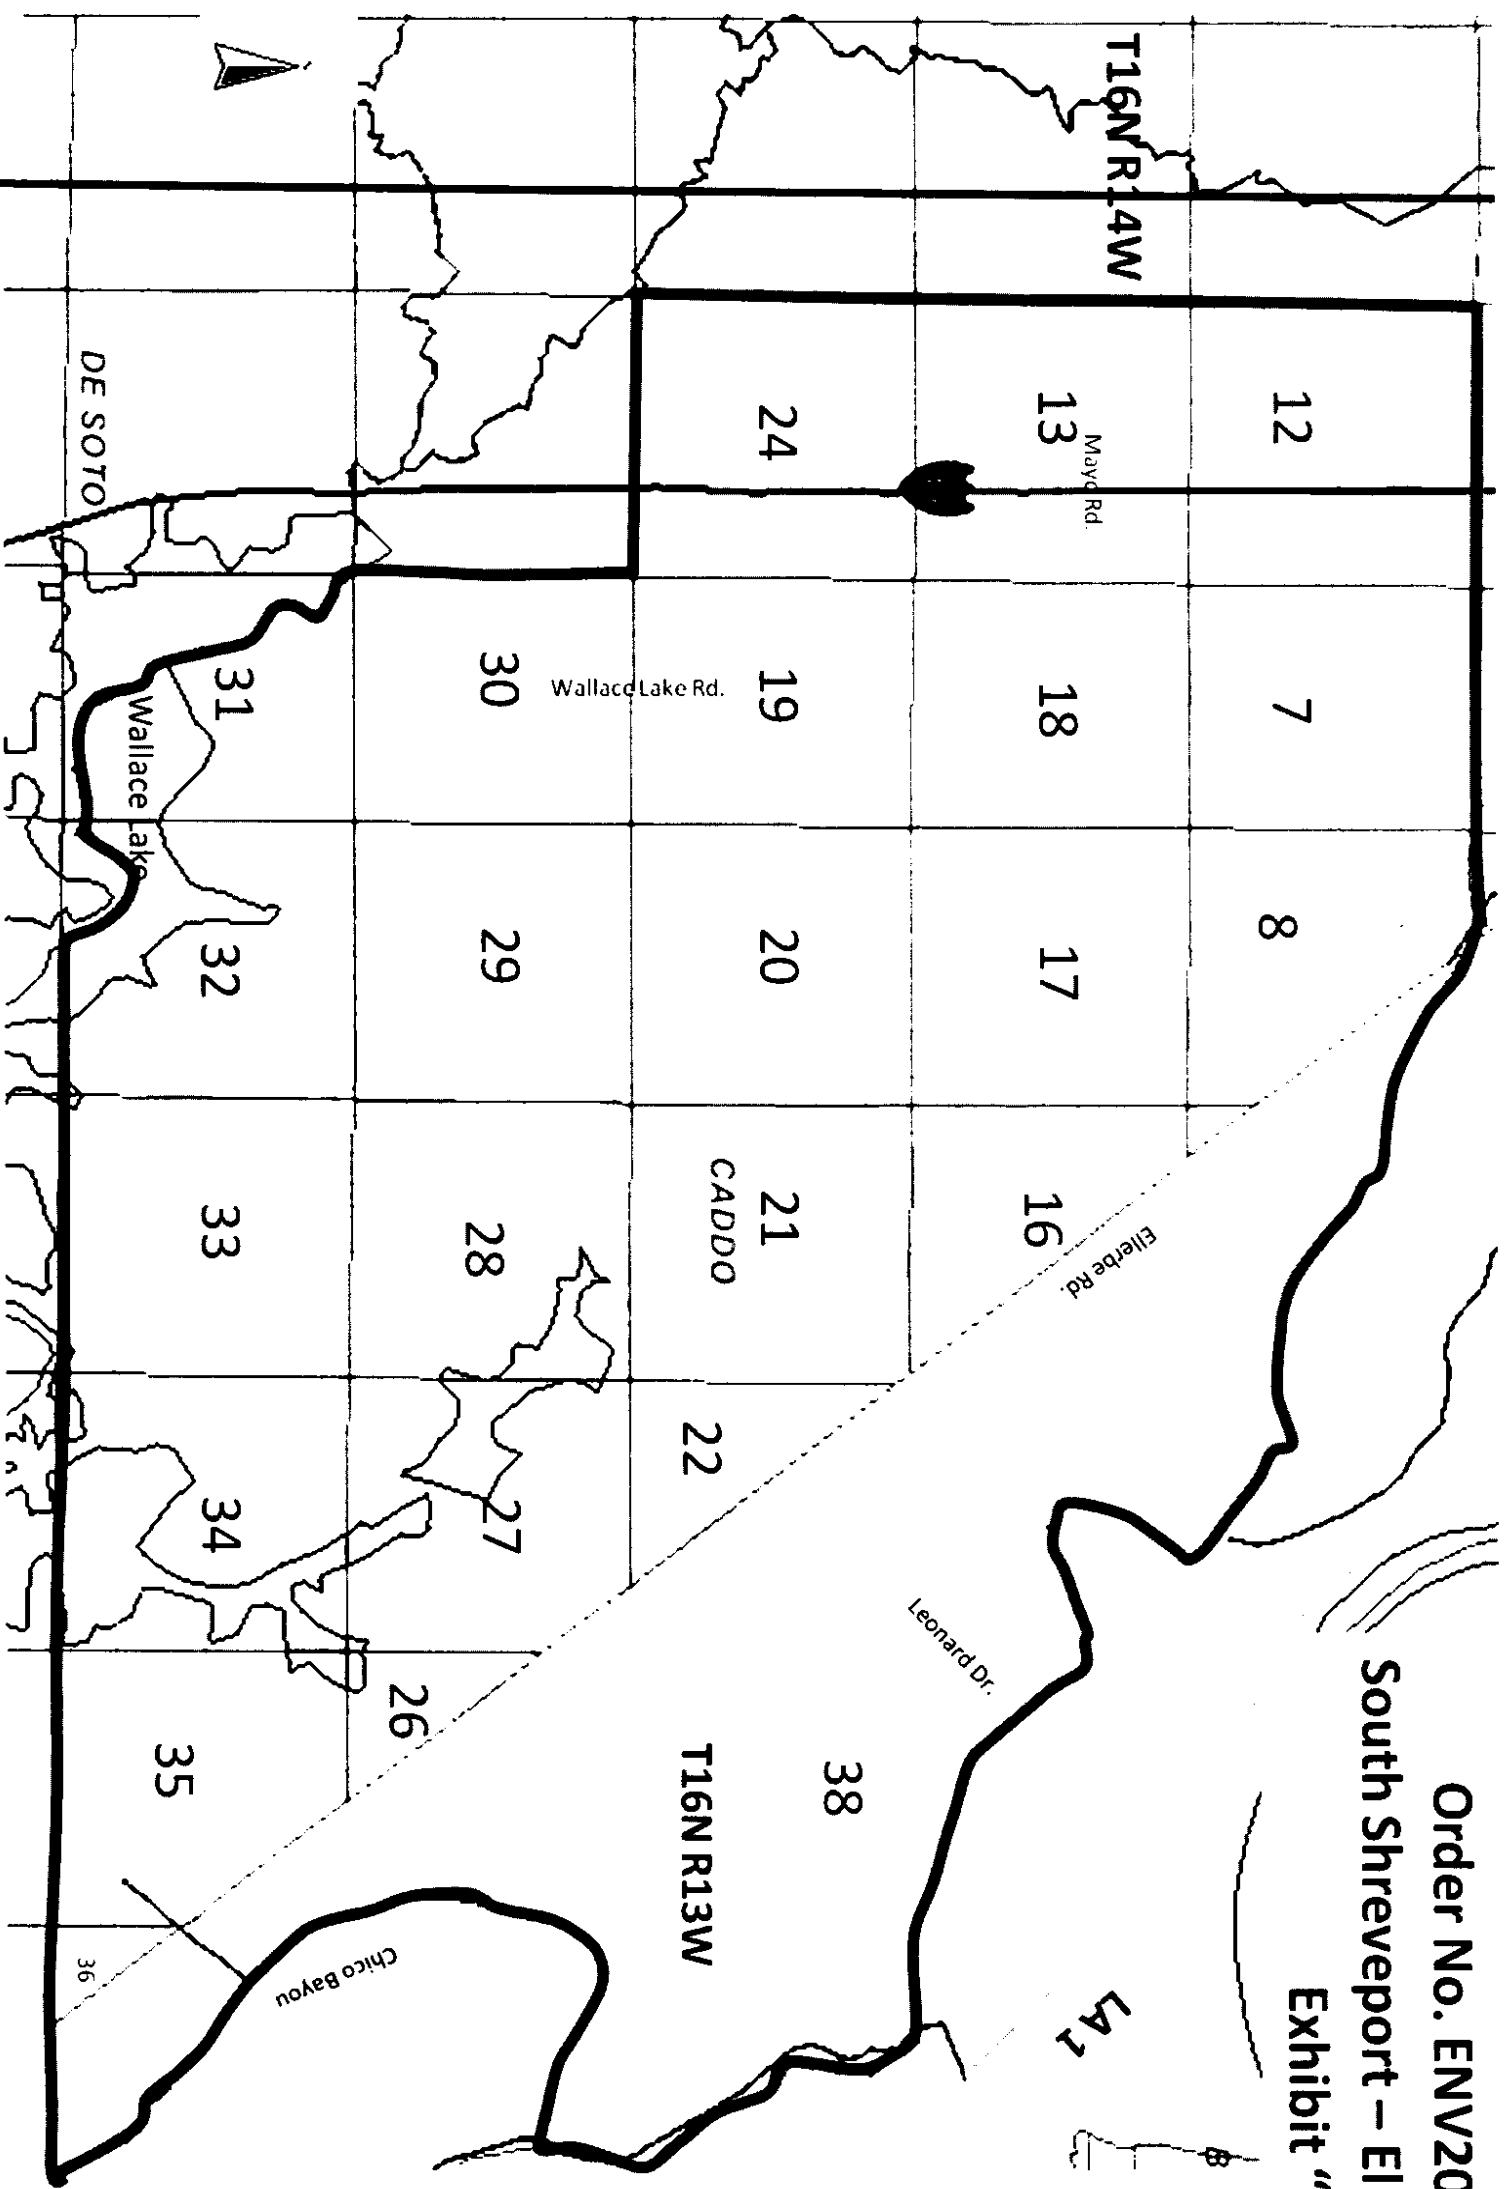 Order No. ENV20
South Shreveport – El
Exhibit “
T16N R14W
12
7
8
13
Mayo Rd.
18
17
16
Ellerbe Rd.
24
19
20
21
CADDO
22
Leonard Dr.
38
LA 1
T16N R13W
Wallace Lake Rd.
30
29
28
27
26
31
32
33
34
35
36
Wallace Lake
Chico Bayou
DE SOTO